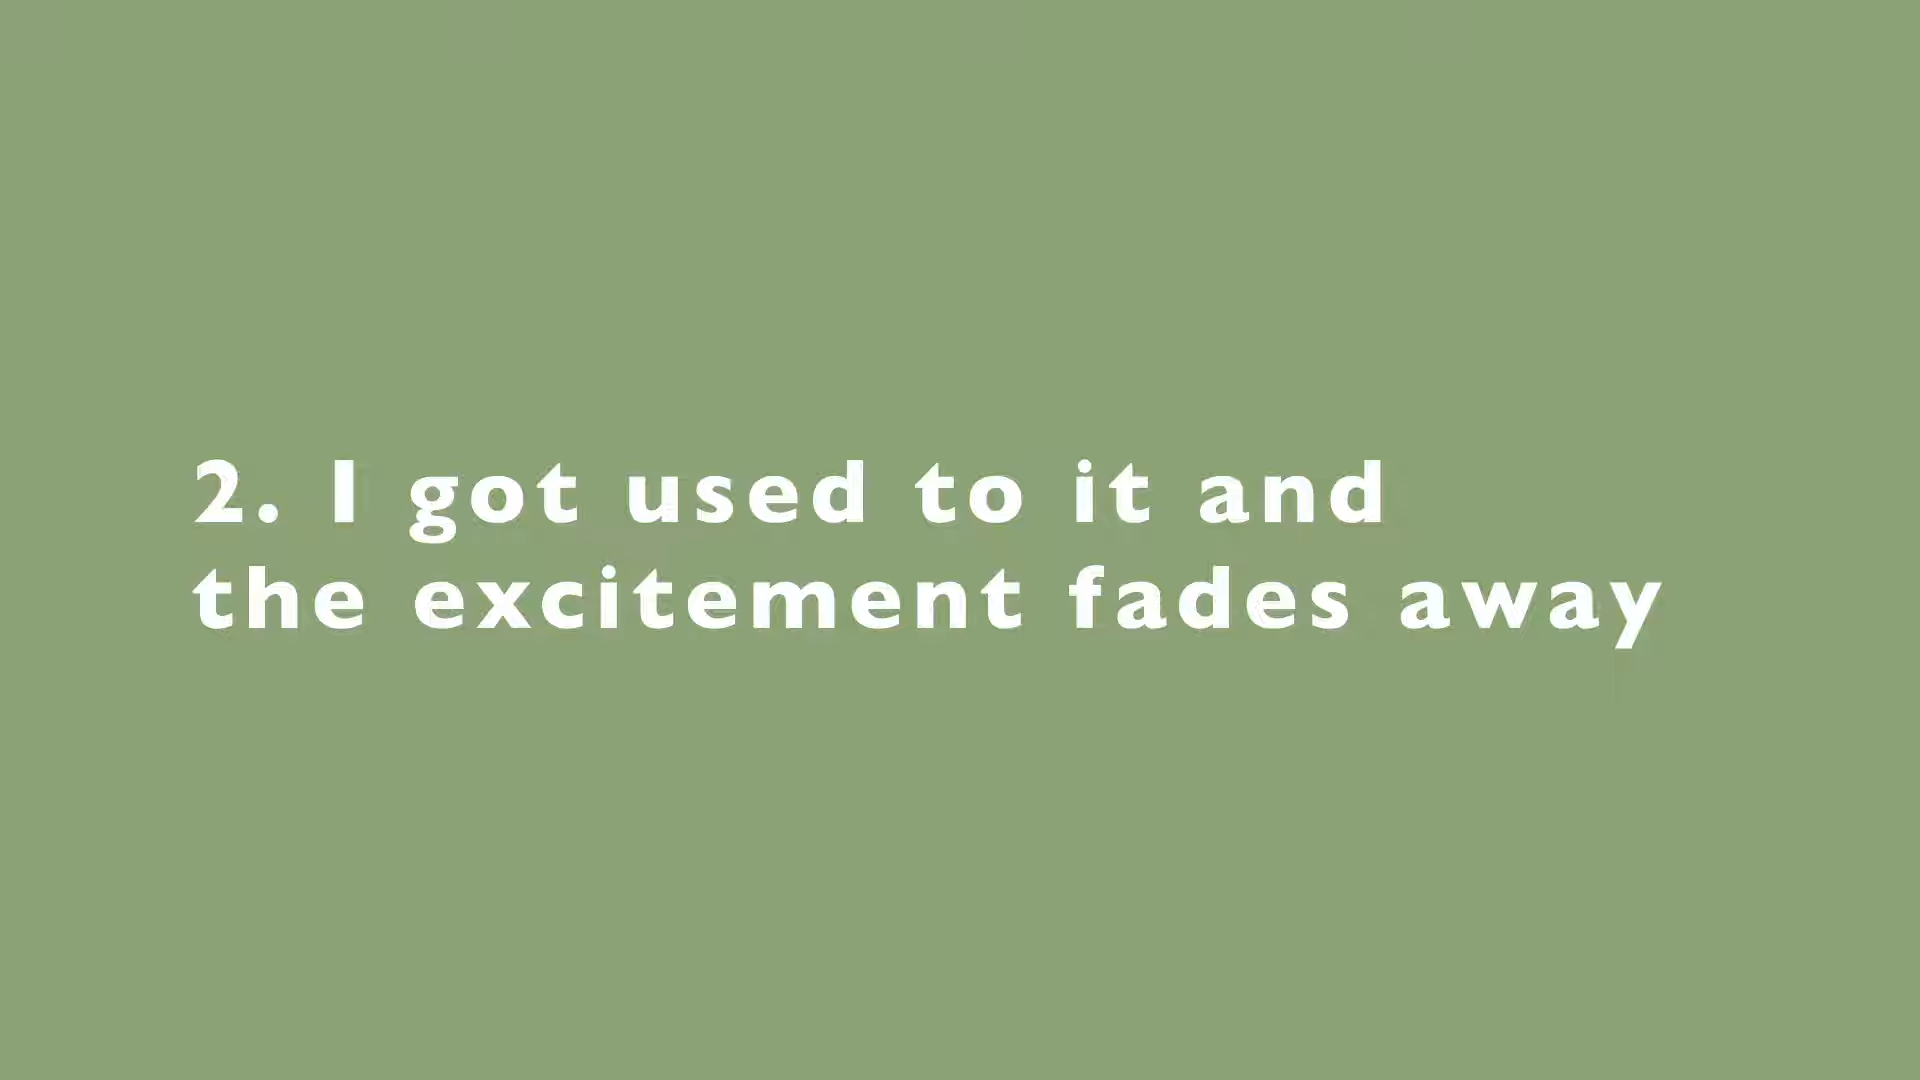 2. I got used to it and
the excitement fades away